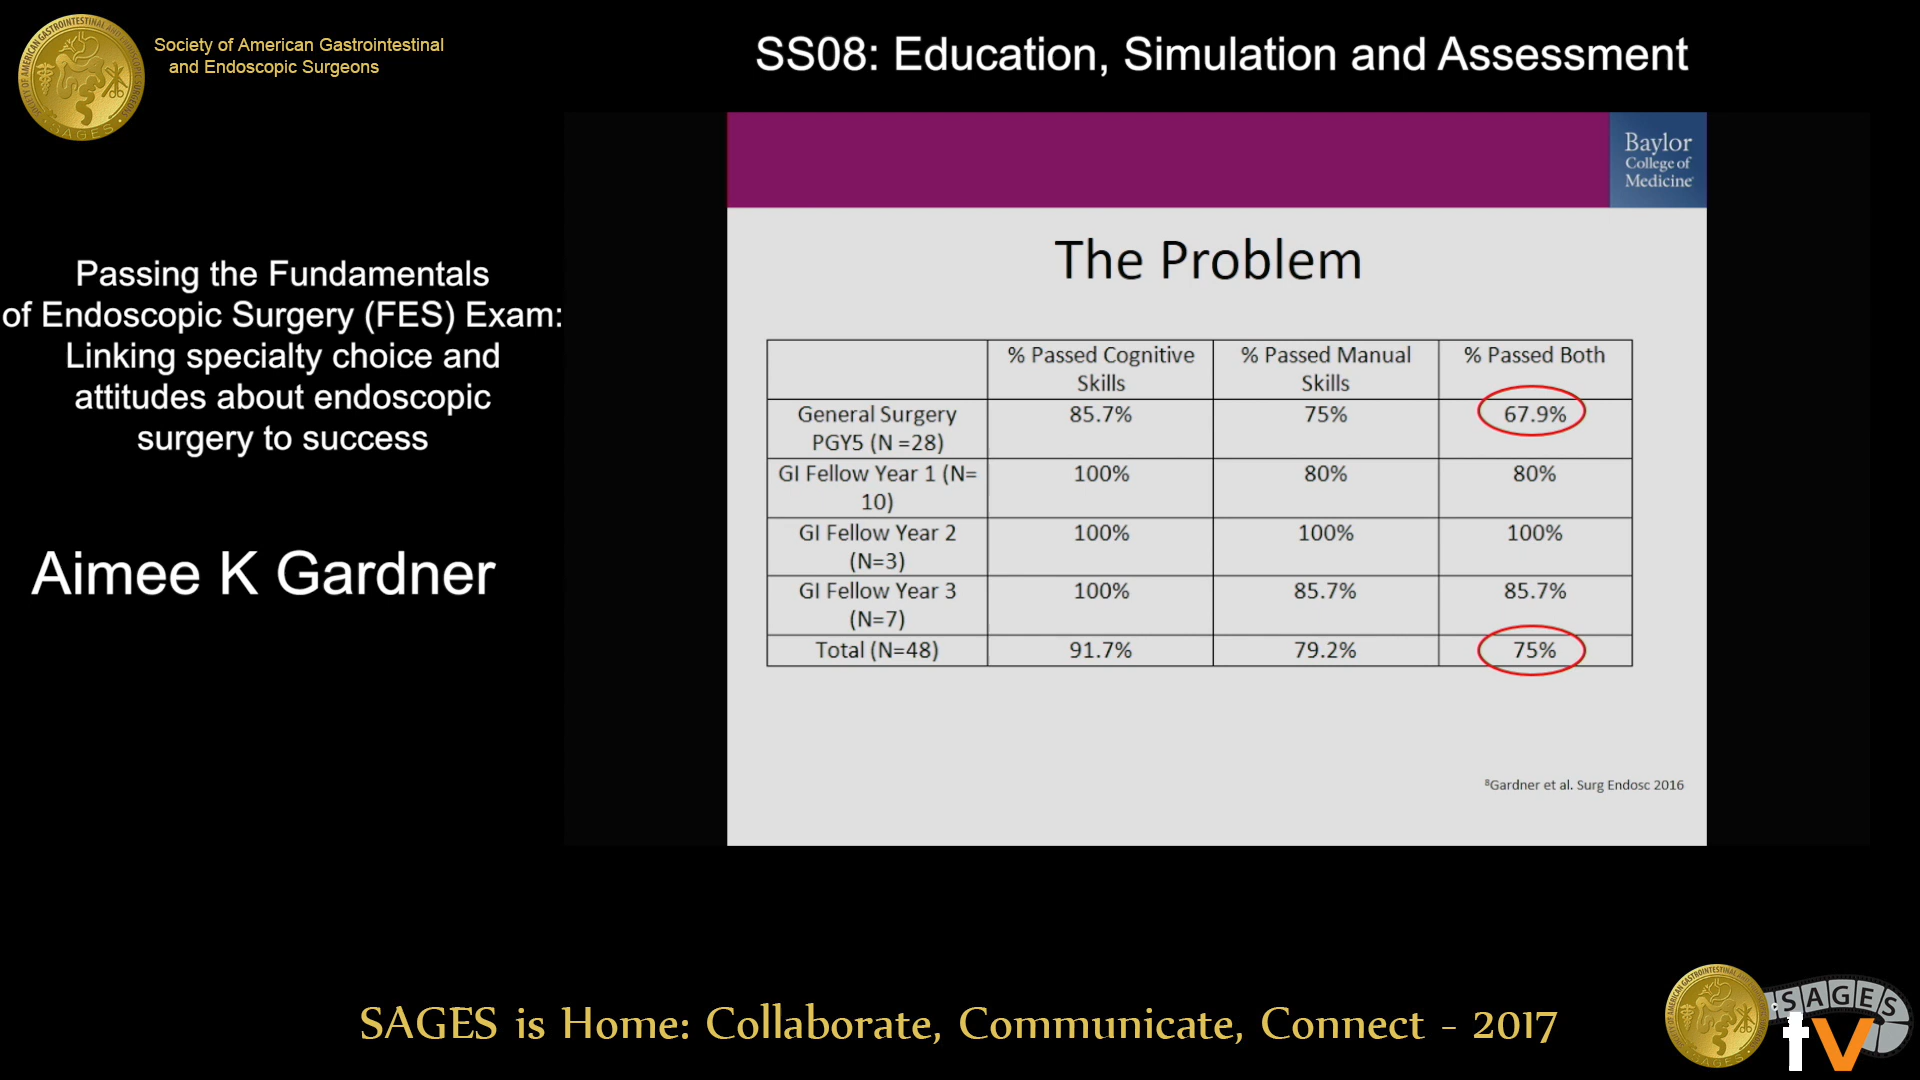 Society of American Gastrointestinal
and Endoscopic Surgeons
SS08: Education, Simulation and Assessment
Passing the Fundamentals
of Endoscopic Surgery (FES) Exam:
Linking specialty choice and
attitudes about endoscopic
surgery to success
Aimee K Gardner
Baylor
College of
Medicine
The Problem
% Passed Cognitive
Skills
% Passed Manual
Skills
% Passed Both
General Surgery
PGY5 (N =28)
85.7%
75%
67.9%
GI Fellow Year 1 (N=
10)
100%
80%
80%
GI Fellow Year 2
(N=3)
100%
100%
100%
GI Fellow Year 3
(N=7)
100%
85.7%
85.7%
Total (N=48)
91.7%
79.2%
75%
⁸Gardner et al. Surg Endosc 2016
SAGES is Home: Collaborate, Communicate, Connect - 2017
SAGES
tv